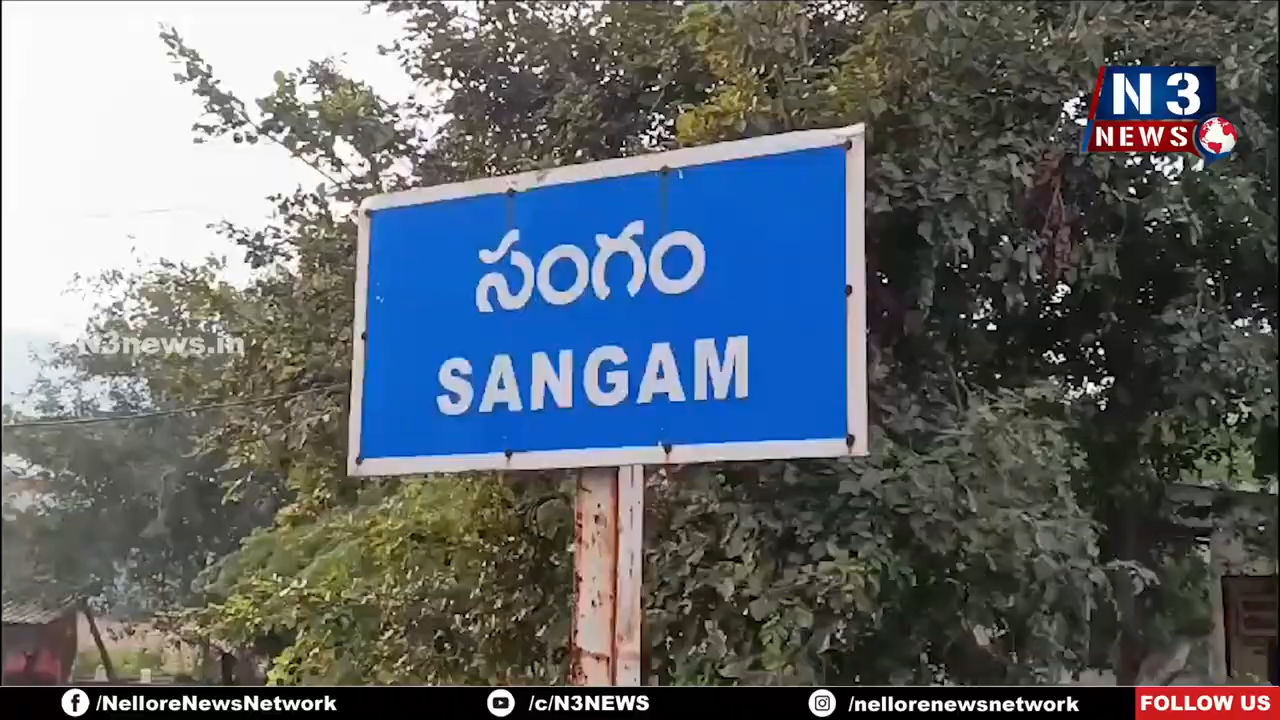 N3
NEWS
సంగం
SANGAM
N3news.in
/NelloreNewsNetwork
/c/N3NEWS
/nellorenewsnetwork
FOLLOW US